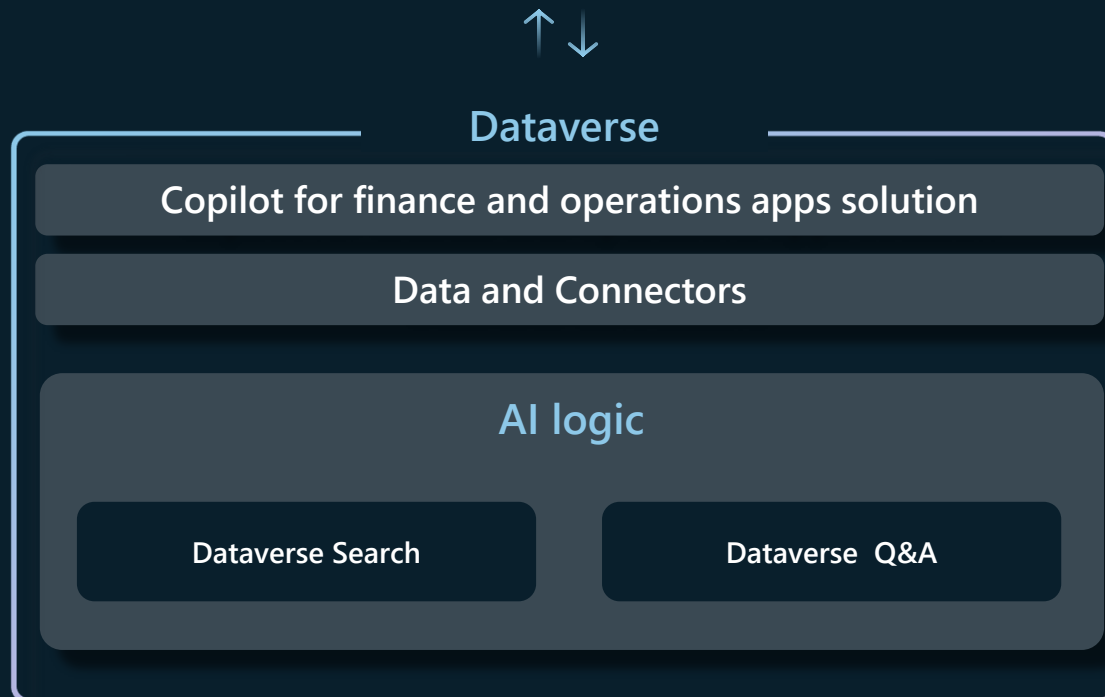 Dataverse
Copilot for finance and operations apps solution
Data and Connectors
AI logic
Dataverse Search
Dataverse  Q&A